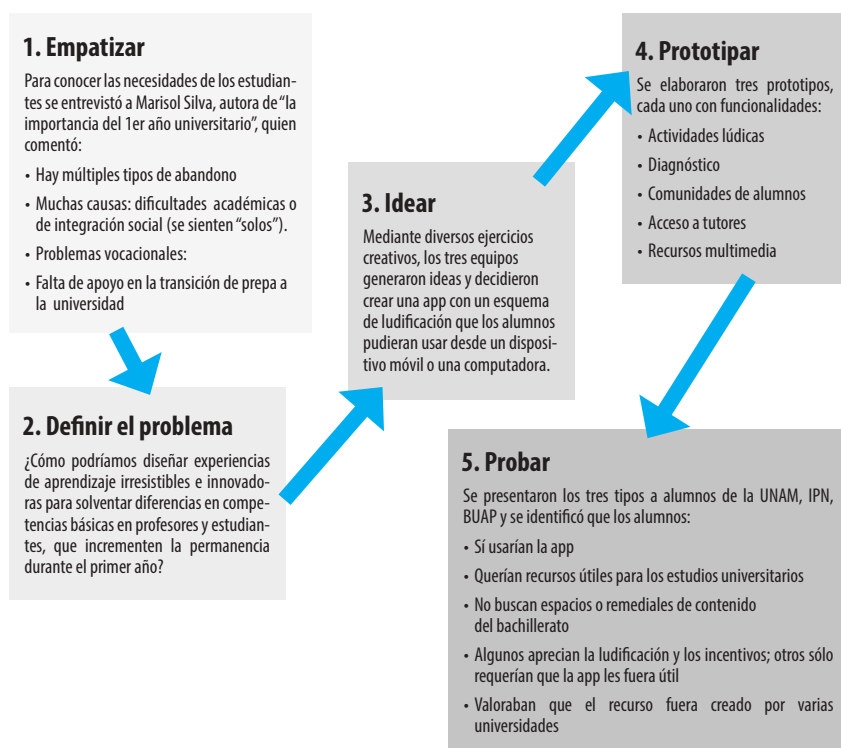 1. Empatizar
Para conocer las necesidades de los estudian-
tes se entrevistó a Marisol Silva, autora de “la
importancia del 1er año universitario”, quien
comentó:
• Hay múltiples tipos de abandono
• Muchas causas: dificultades académicas o
de integración social (se sienten “solos”).
• Problemas vocacionales:
• Falta de apoyo en la transición de prepa a
la universidad
2. Definir el problema
¿Cómo podríamos diseñar experiencias
de aprendizaje irresistibles e innovado-
ras para solventar diferencias en compe-
tencias básicas en profesores y estudian-
tes, que incrementen la permanencia
durante el primer año?
3. Idear
Mediante diversos ejercicios
creativos, los tres equipos
generaron ideas y decidieron
crear una app con un esquema
de ludificación que los alumnos
pudieran usar desde un disposi-
tivo móvil o una computadora.
4. Prototipar
Se elaboraron tres prototipos,
cada uno con funcionalidades:
• Actividades lúdicas
• Diagnóstico
• Comunidades de alumnos
• Acceso a tutores
• Recursos multimedia
5. Probar
Se presentaron los tres tipos a alumnos de la UNAM, IPN,
BUAP y se identificó que los alumnos:
• Sí usarían la app
• Querían recursos útiles para los estudios universitarios
• No buscan espacios o remediales de contenido
del bachillerato
• Algunos aprecian la ludificación y los incentivos; otros sólo
requerían que la app les fuera útil
• Valoraban que el recurso fuera creado por varias
universidades